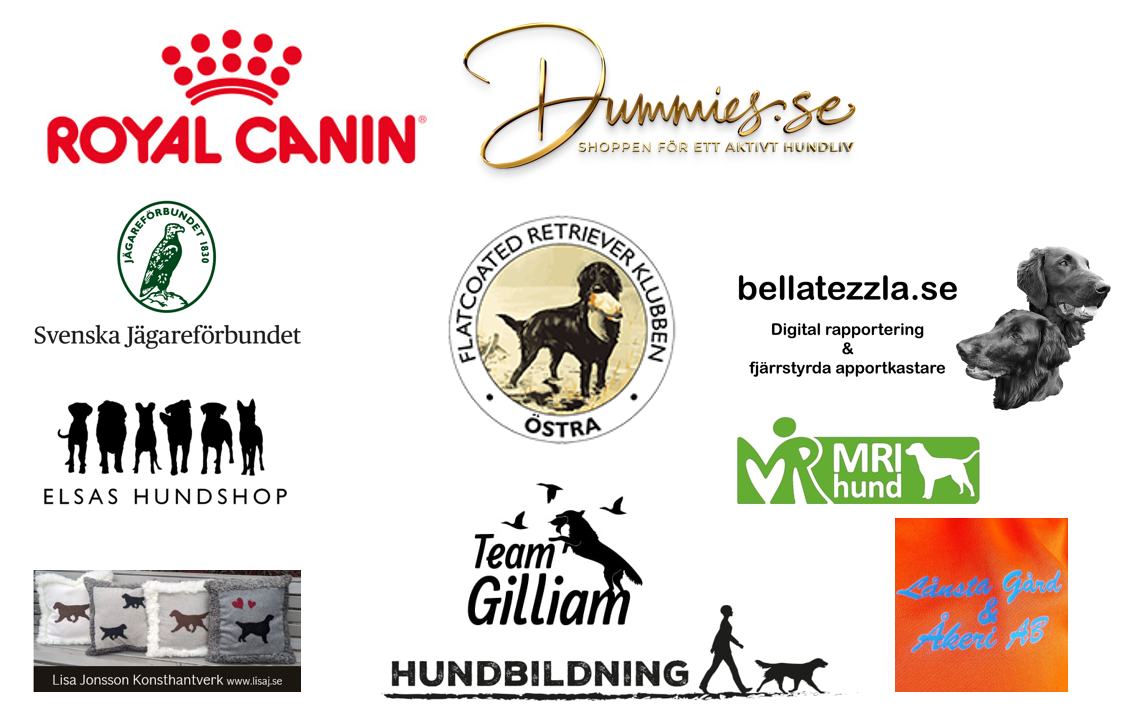 ROYAL CANIN®
Dummies.se
SHOPPEN FÖR ETT AKTIVT HUNDLIV
JÄGAREFÖRBUNDET 1830
Svenska Jägareförbundet
FLATCOATED RETRIEVER KLUBBEN
• ÖSTRA •
bellatezzla.se
Digital rapportering
&
fjärrstyrda apportkastare
ELSAS HUNDSHOP
MR MRI
hund
Team
Gilliam
Lånsta Gård
&
Åkeri AB
Lisa Jonsson Konsthantverk www.lisaj.se
HUNDBILDNING